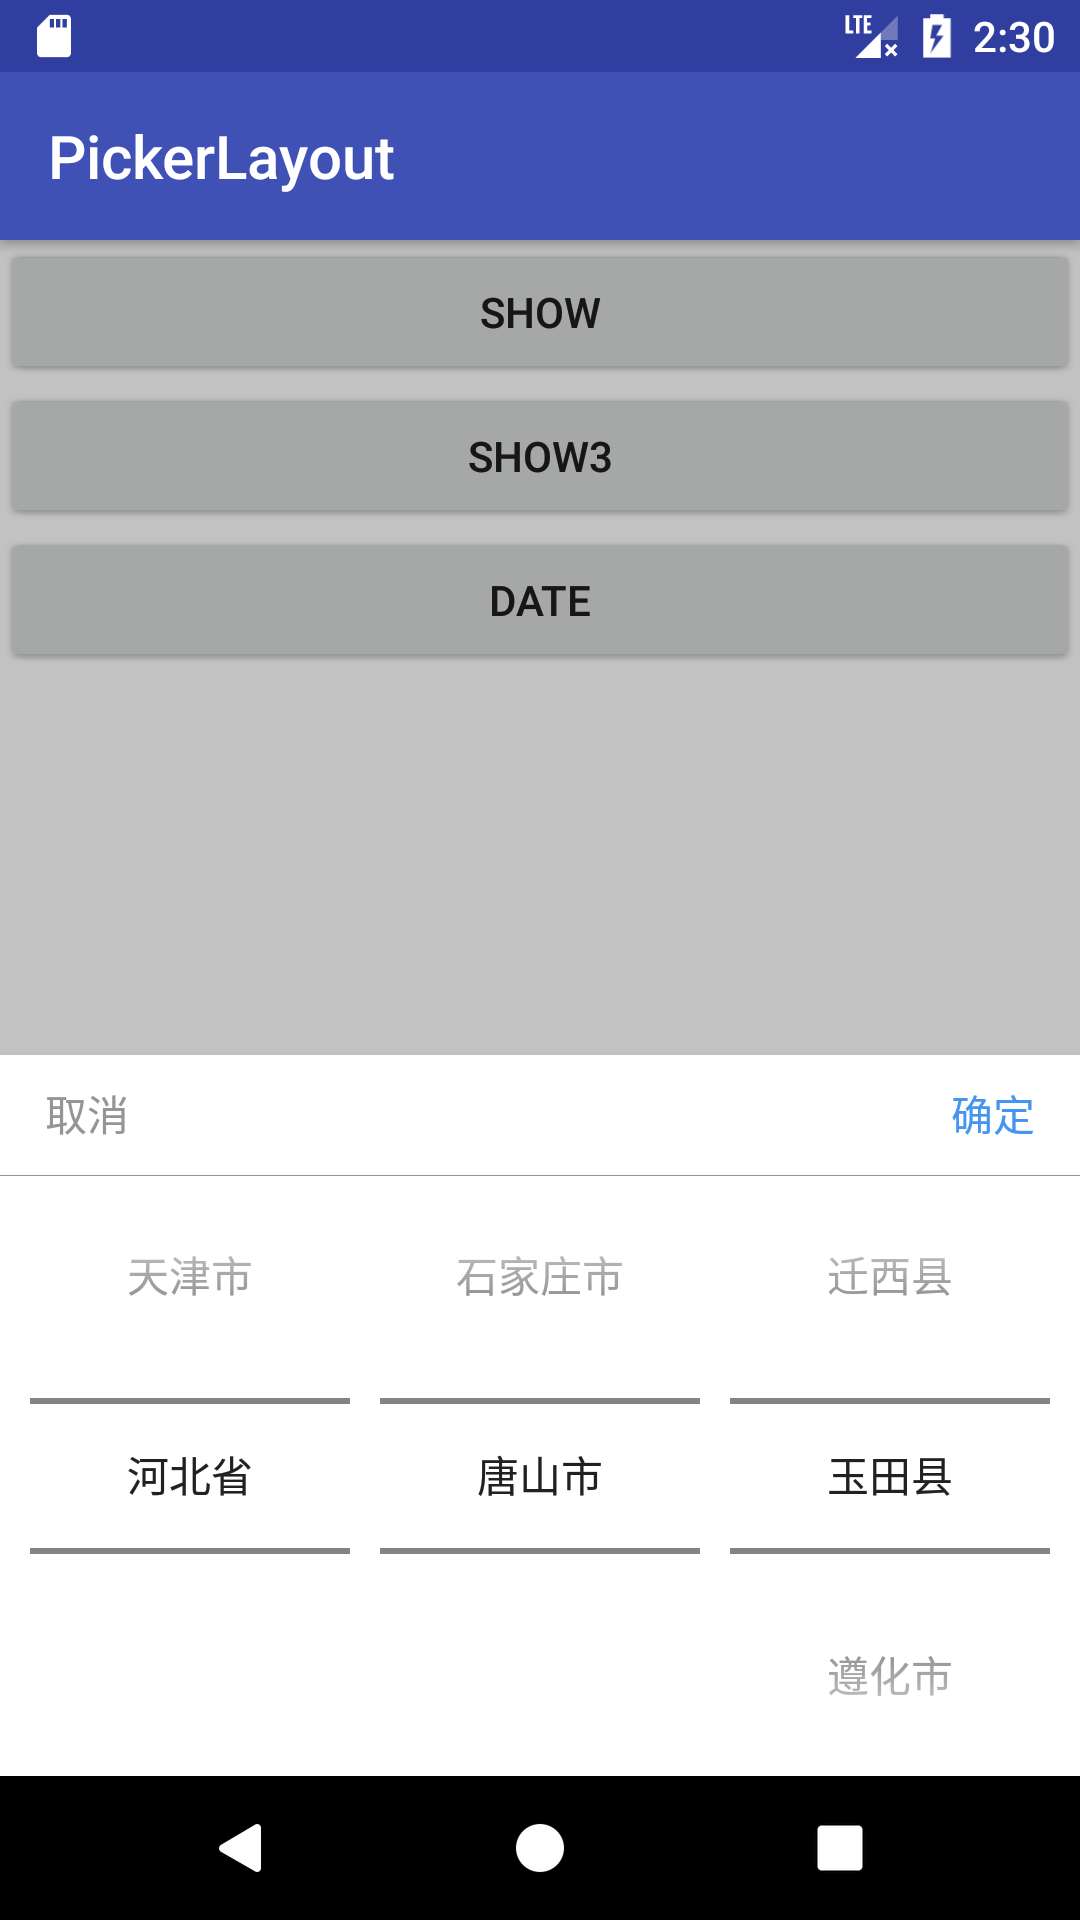 LTE 2:30
PickerLayout
SHOW
SHOW3
DATE
取消 确定
天津市 石家庄市 迁西县
河北省 唐山市 玉田县
遵化市